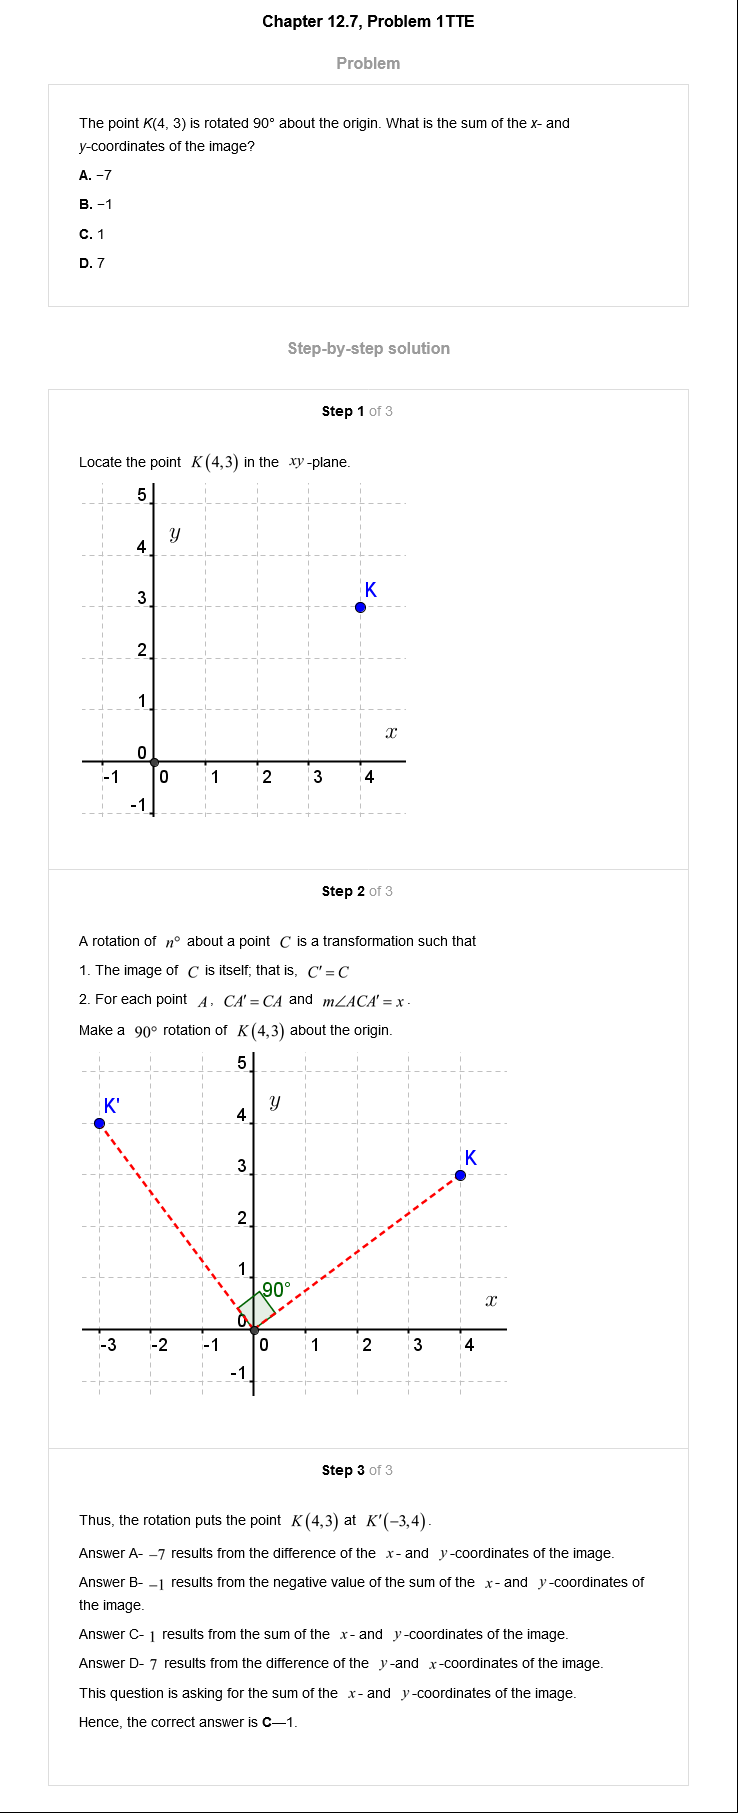 Chapter 12.7, Problem 1TTE
Problem
The point K(4, 3) is rotated 90° about the origin. What is the sum of the x- and
y-coordinates of the image?
A. −7
B. −1
C. 1
D. 7
Step-by-step solution
Step 1 of 3
Locate the point K(4,3) in the xy-plane.
5
y
4
K
3
2
1
x
0
-1 0 1 2 3 4
-1
Step 2 of 3
A rotation of n° about a point C is a transformation such that
1. The image of C is itself; that is, C′ = C
2. For each point A, CA′ = CA and m∠ACA′ = x.
Make a 90° rotation of K(4,3) about the origin.
5
K'
y
4
K
3
2
1
90°
x
0
-3 -2 -1 0 1 2 3 4
-1
Step 3 of 3
Thus, the rotation puts the point K(4,3) at K′(−3,4).
Answer A- −7 results from the difference of the x- and y-coordinates of the image.
Answer B- −1 results from the negative value of the sum of the x- and y-coordinates of
the image.
Answer C- 1 results from the sum of the x- and y-coordinates of the image.
Answer D- 7 results from the difference of the y-and x-coordinates of the image.
This question is asking for the sum of the x- and y-coordinates of the image.
Hence, the correct answer is C—1.